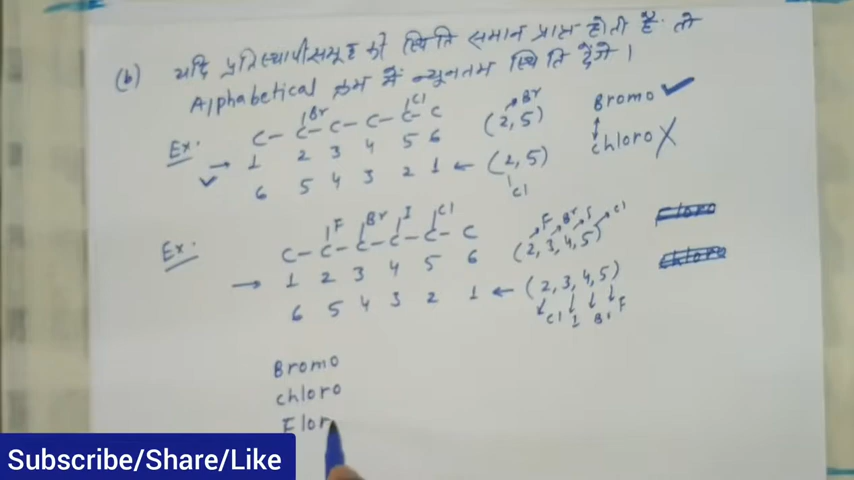 (b) यदि प्रतिस्थापी समूह को स्थिति समान प्राप्त होती है तो
Alphabetical क्रम में न्यूनतम स्थिति देंगे।
Br Cl
Ex. C - C - C - C - C - C (2, 5) Br Bromo ✓
→ 1 2 3 4 5 6 chloro ✗
✓ 6 5 4 3 2 1 ← (2, 5) Cl
F Br I Cl
Ex. C - C - C - C - C - C (2, 3, 4, 5) F Br I Cl
→ 1 2 3 4 5 6
6 5 4 3 2 1 ← (2, 3, 4, 5)
Cl I Br F
Bromo
chloro
Flor
Subscribe/Share/Like